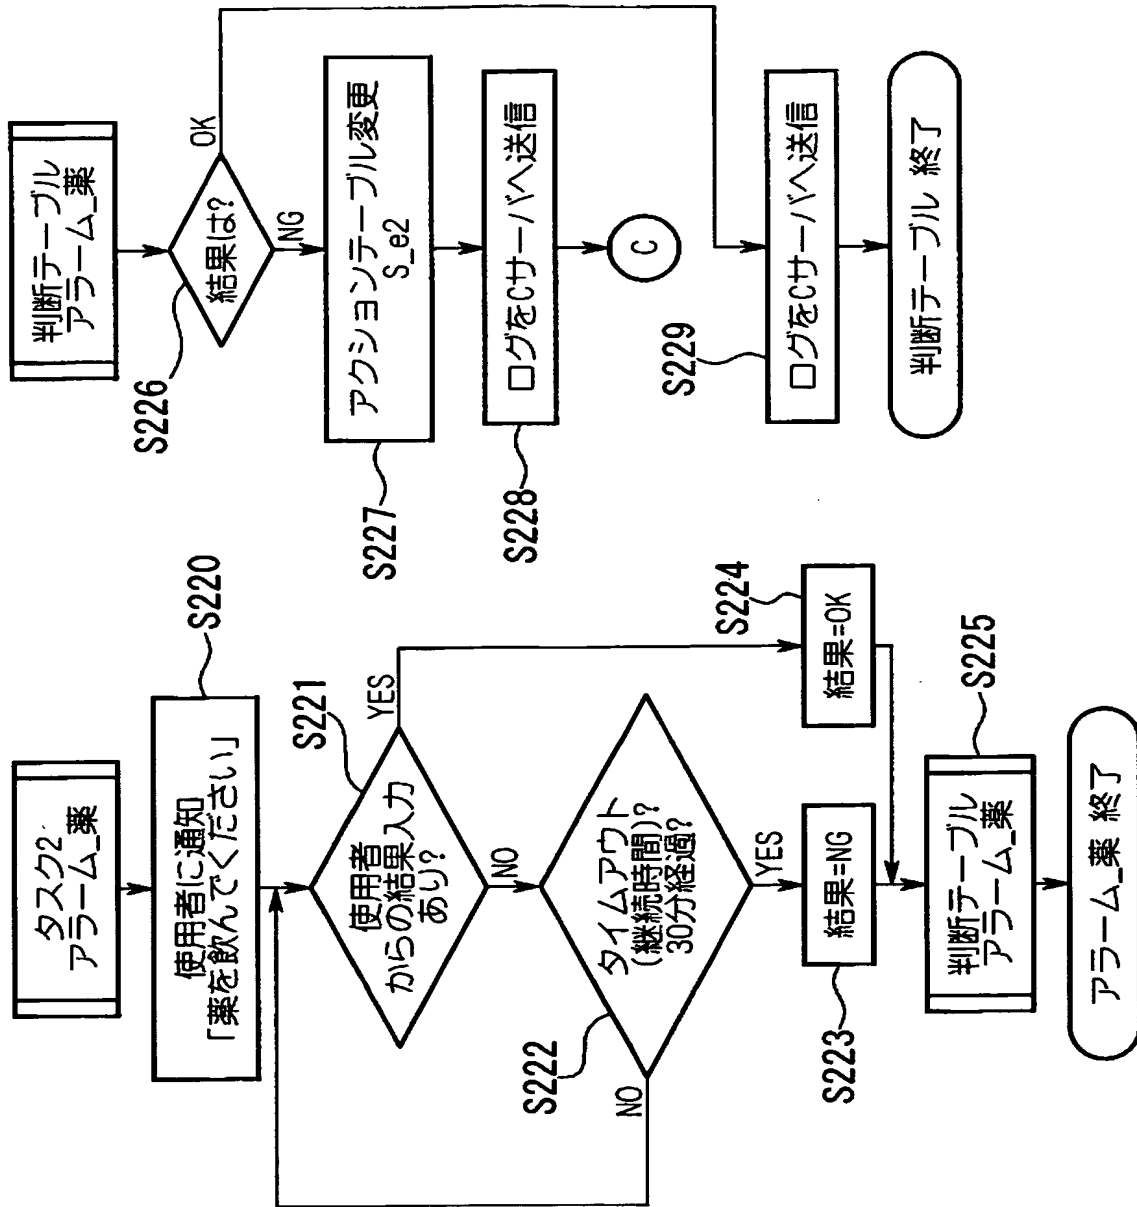 タスク2
アラーム_薬
使用者に通知
「薬を飲んでください」
S220
使用者
からの結果入力
あり?
S221
YES
NO
タイムアウト
(継続時間)?
30分経過?
S222
NO
YES
結果=NG
S223
結果=OK
S224
判断テーブル
アラーム_薬
S225
アラーム_薬 終了
判断テーブル
アラーム_薬
結果は?
S226
OK
NG
アクションテーブル変更
S_e2
S227
ログをCサーバへ送信
S228
C
ログをCサーバへ送信
S229
判断テーブル 終了